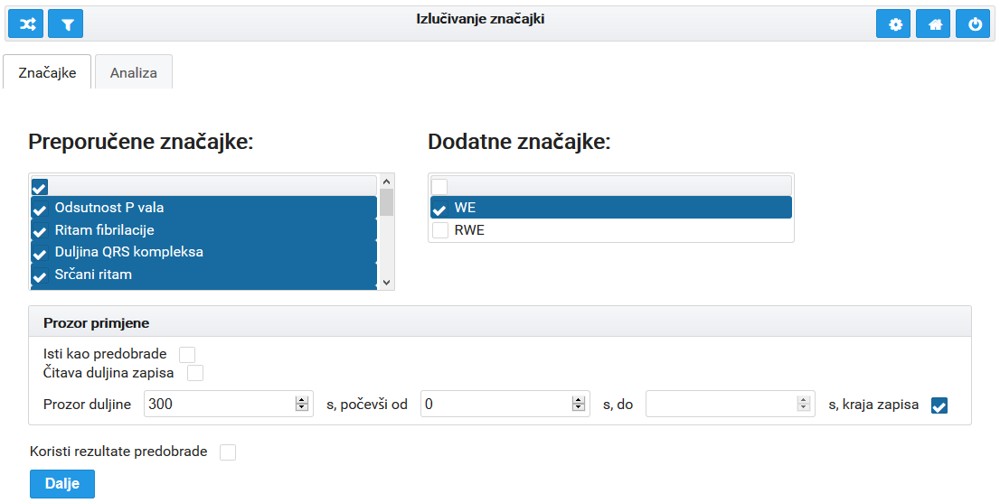 Izlučivanje značajki
Značajke Analiza
Preporučene značajke: Dodatne značajke:
Odsutnost P vala
Ritam fibrilacije
Duljina QRS kompleksa
Srčani ritam
WE
RWE
Prozor primjene
Isti kao predobrade
Čitava duljina zapisa
Prozor duljine 300 s, počevši od 0 s, do s, kraja zapisa
Koristi rezultate predobrade
Dalje